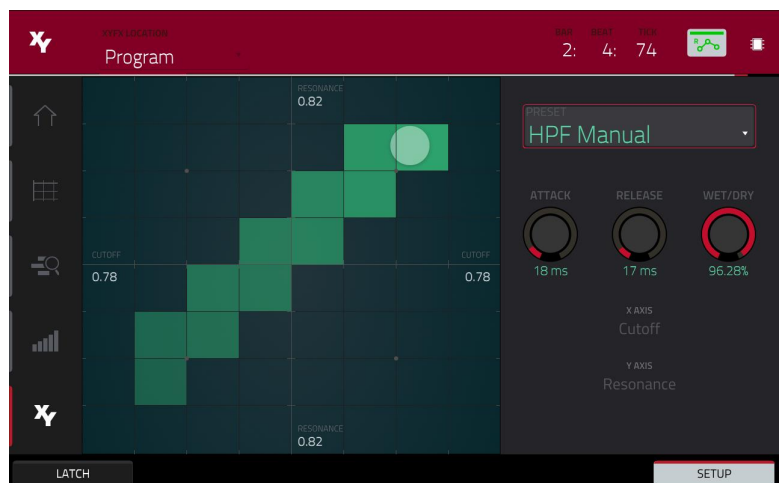 XY
XYFX LOCATION
Program
BAR BEAT TICK
2: 4: 74
RESONANCE
0.82
PRESET
HPF Manual
ATTACK RELEASE WET/DRY
18 ms 17 ms 96.28%
CUTOFF CUTOFF
0.78 0.78
X AXIS
Cutoff
Y AXIS
Resonance
XY
RESONANCE
0.82
LATCH SETUP